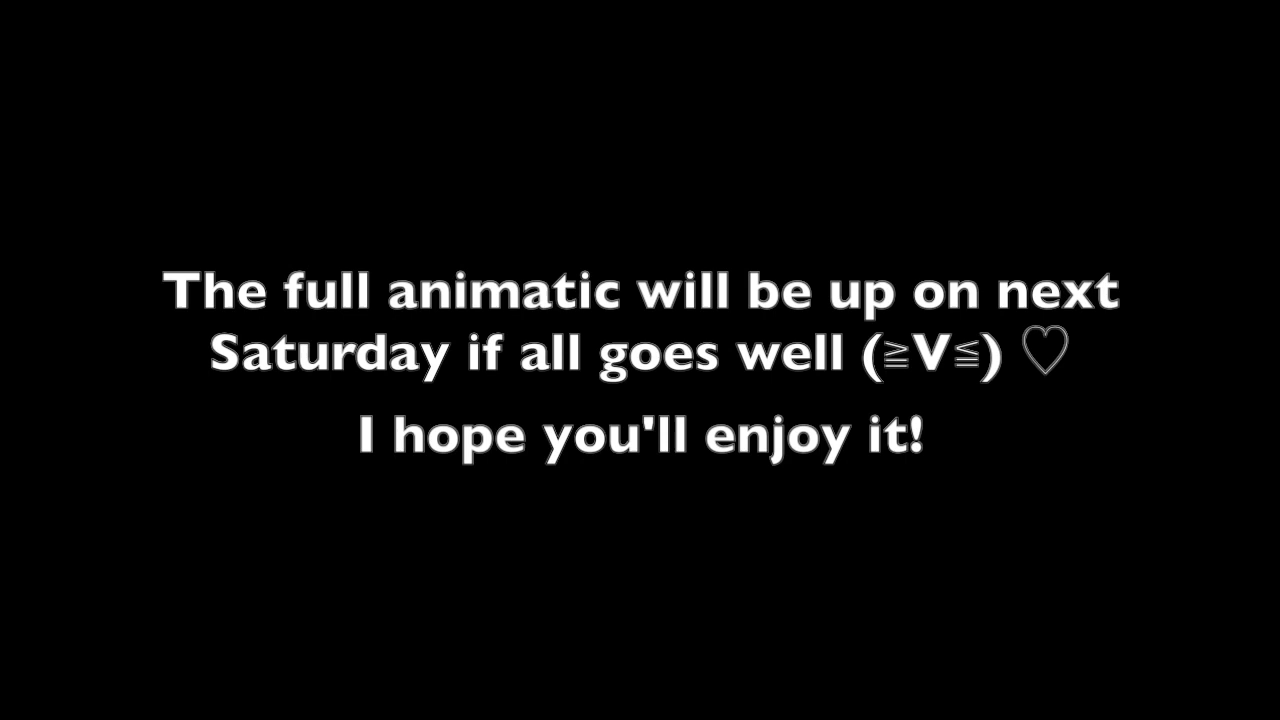 The full animatic will be up on next
Saturday if all goes well (≧V≦) ♡
I hope you'll enjoy it!